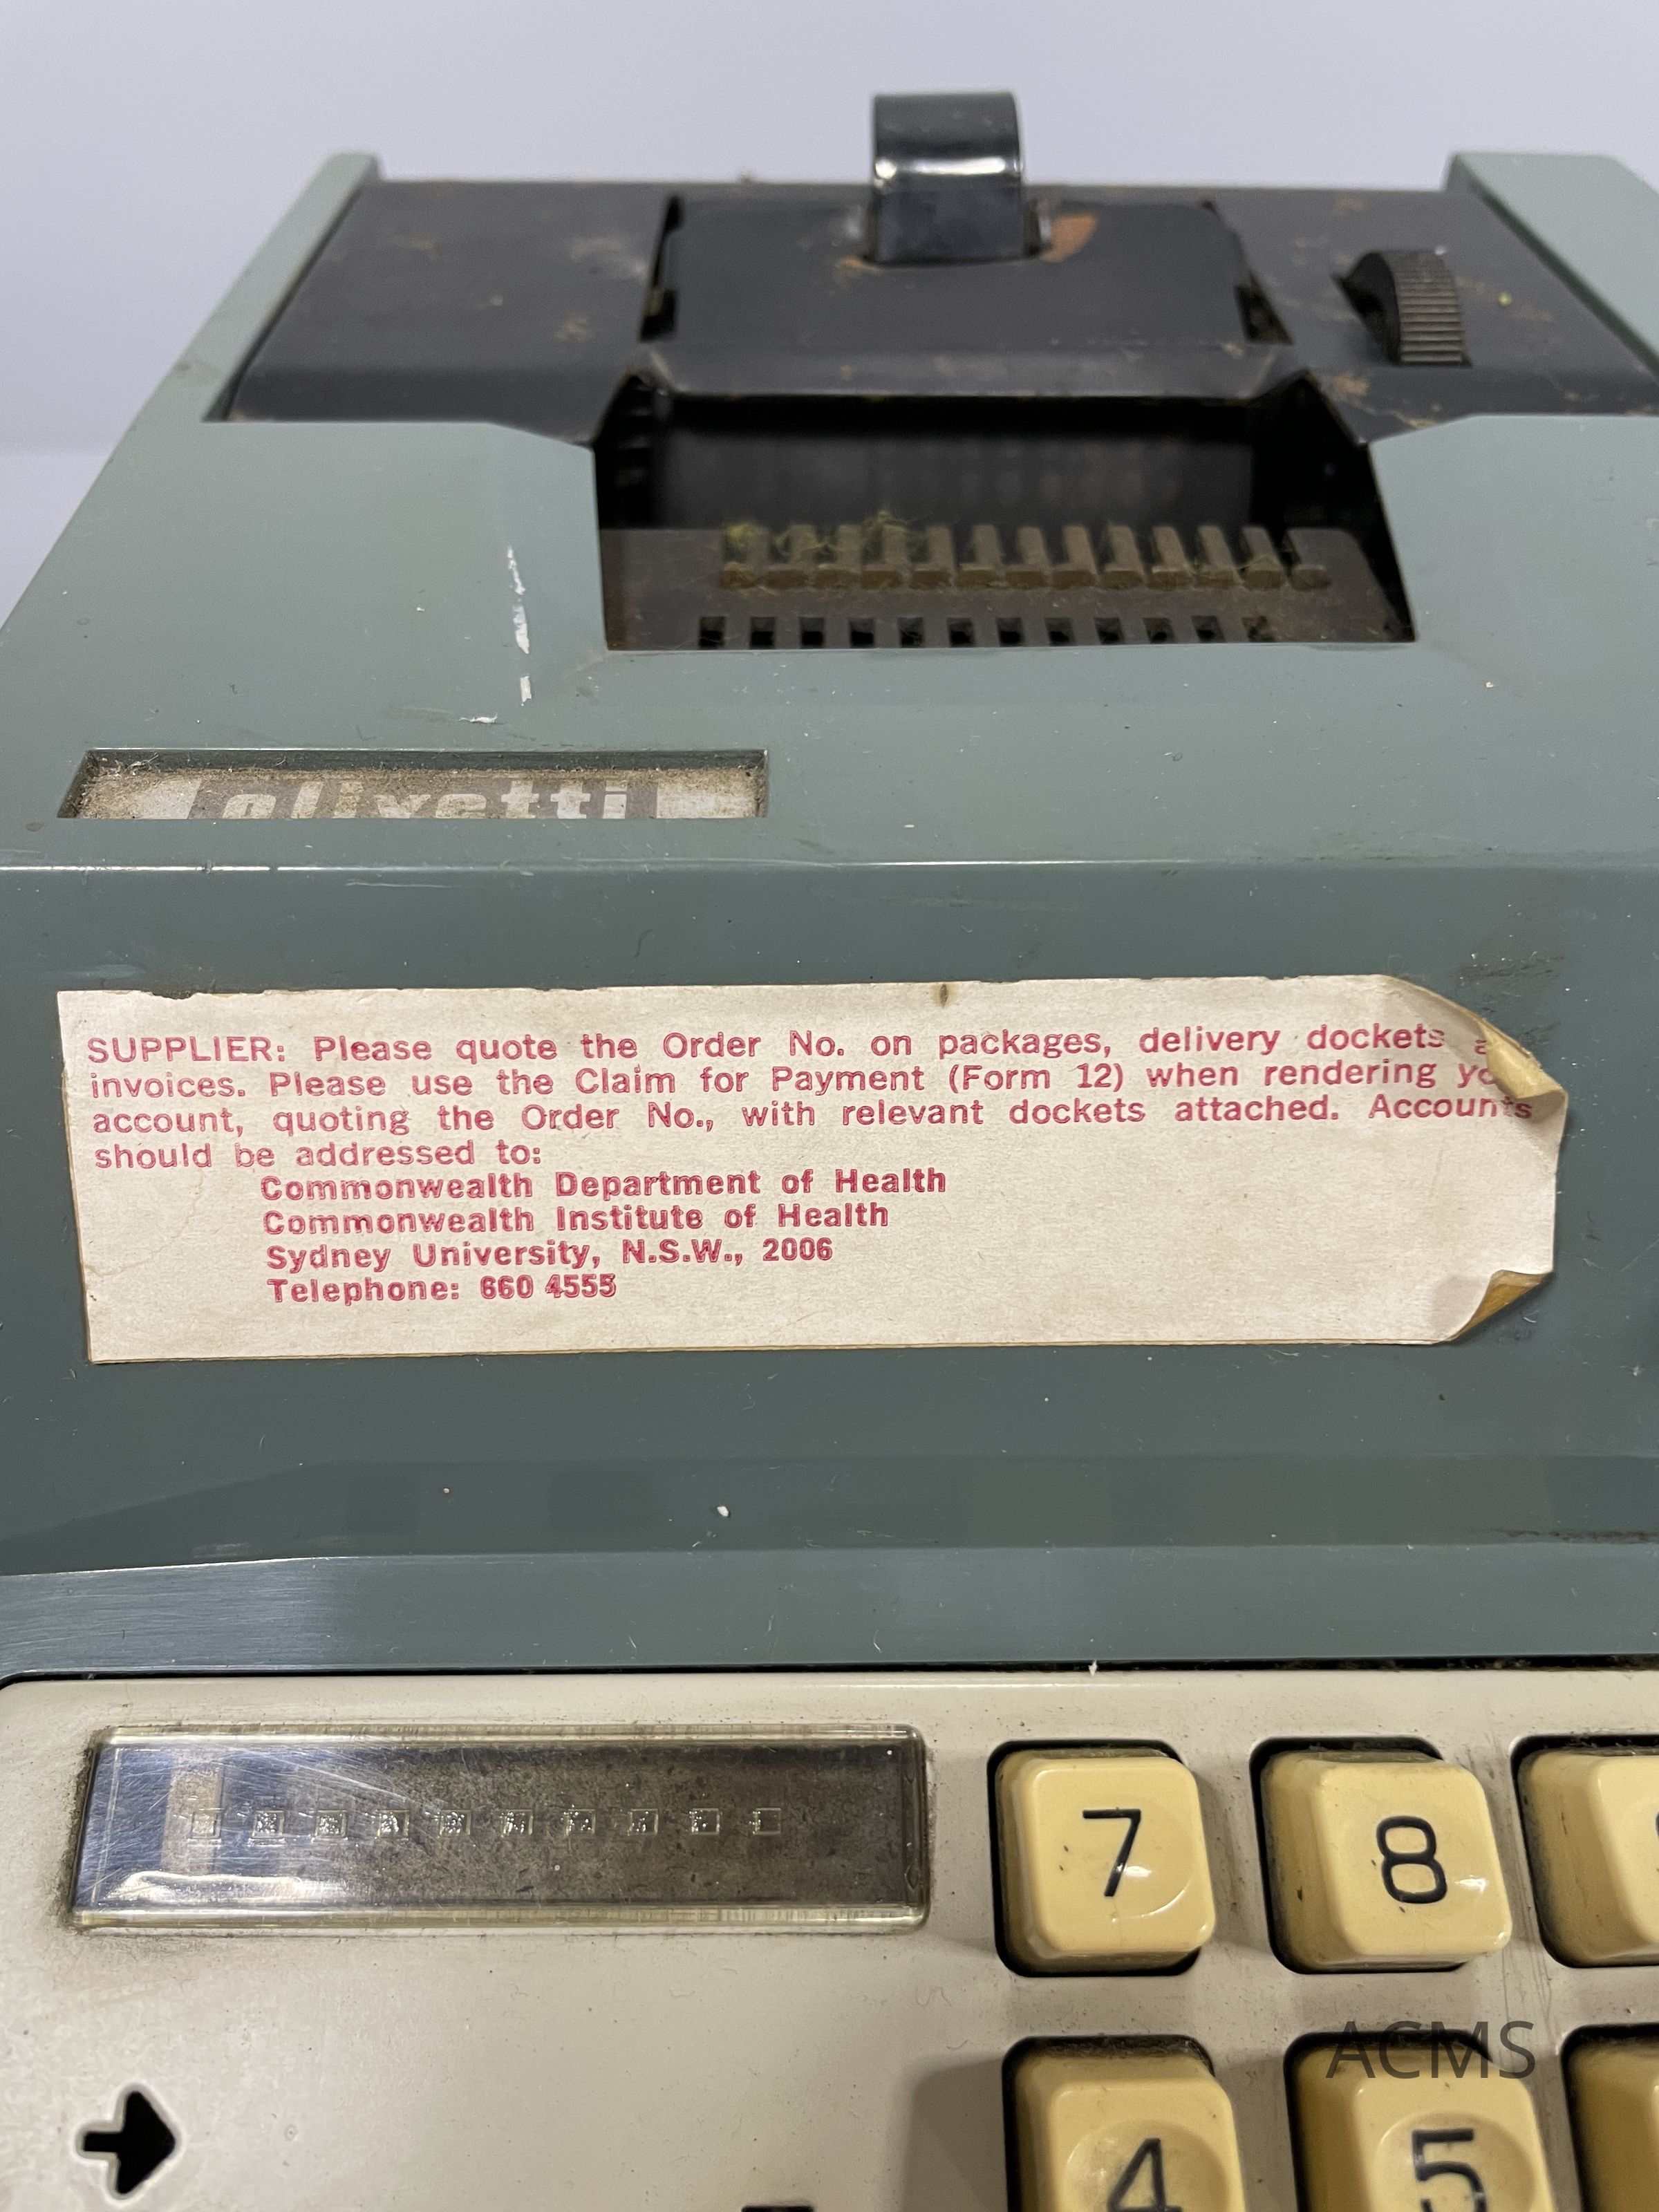 olivetti
SUPPLIER: Please quote the Order No. on packages, delivery dockets
invoices. Please use the Claim for Payment (Form 12) when rendering
account, quoting the Order No., with relevant dockets attached. Accounts
should be addressed to:
Commonwealth Department of Health
Commonwealth Institute of Health
Sydney University, N.S.W., 2006
Telephone: 660 4555
7 8
ACMS
4 5